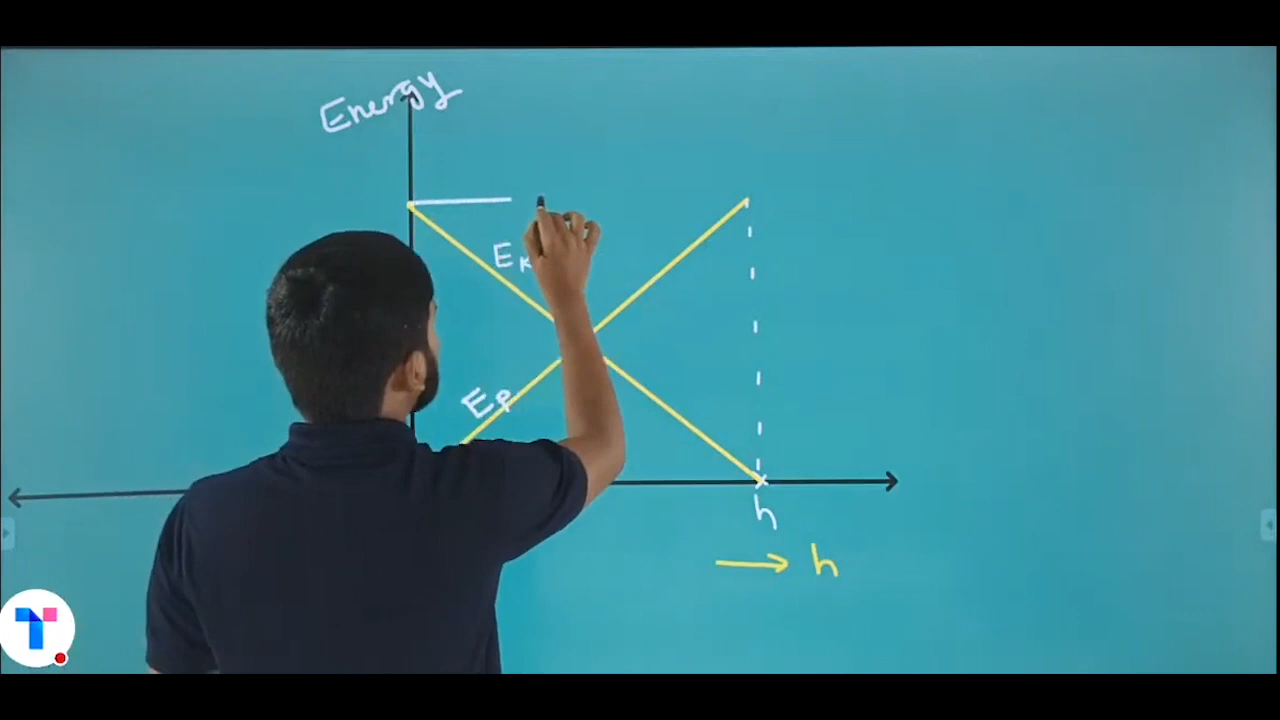 Energy
Ek
Ep
h
→ h